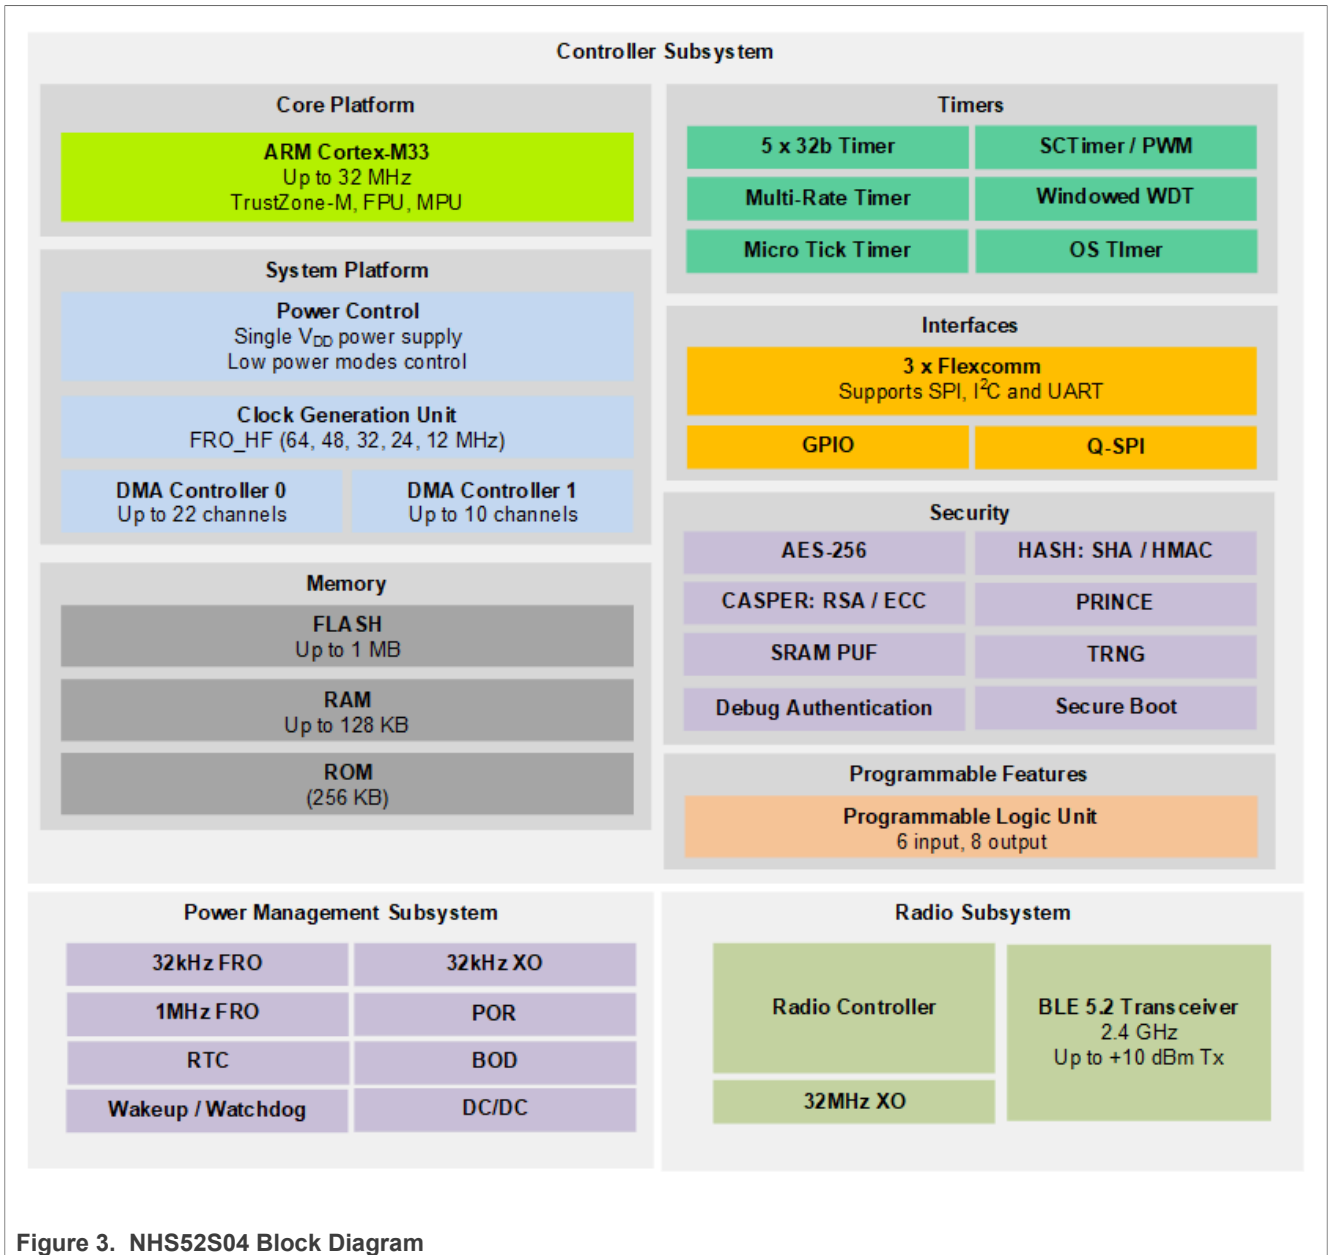 Controller Subsystem
Core Platform
ARM Cortex-M33
Up to 32 MHz
TrustZone-M, FPU, MPU
System Platform
Power Control
Single VDD power supply
Low power modes control
Clock Generation Unit
FRO_HF (64, 48, 32, 24, 12 MHz)
DMA Controller 0
Up to 22 channels
DMA Controller 1
Up to 10 channels
Memory
FLASH
Up to 1 MB
RAM
Up to 128 KB
ROM
(256 KB)
Timers
5 x 32b Timer
SCTimer / PWM
Multi-Rate Timer
Windowed WDT
Micro Tick Timer
OS TImer
Interfaces
3 x Flexcomm
Supports SPI, I²C and UART
GPIO
Q-SPI
Security
AES-256
HASH: SHA / HMAC
CASPER: RSA / ECC
PRINCE
SRAM PUF
TRNG
Debug Authentication
Secure Boot
Programmable Features
Programmable Logic Unit
6 input, 8 output
Power Management Subsystem
32kHz FRO
32kHz XO
1MHz FRO
POR
RTC
BOD
Wakeup / Watchdog
DC/DC
Radio Subsystem
Radio Controller
32MHz XO
BLE 5.2 Transceiver
2.4 GHz
Up to +10 dBm Tx
Figure 3. NHS52S04 Block Diagram